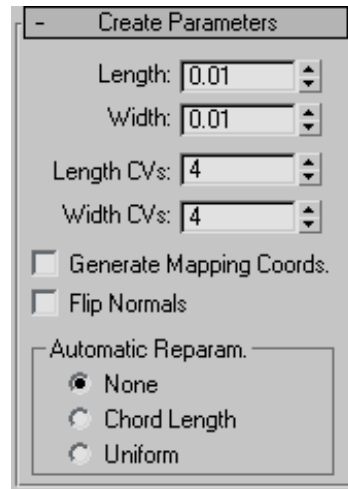 - Create Parameters
Length: 0.01
Width: 0.01
Length CVs: 4
Width CVs: 4
Generate Mapping Coords.
Flip Normals
Automatic Reparam.
None
Chord Length
Uniform